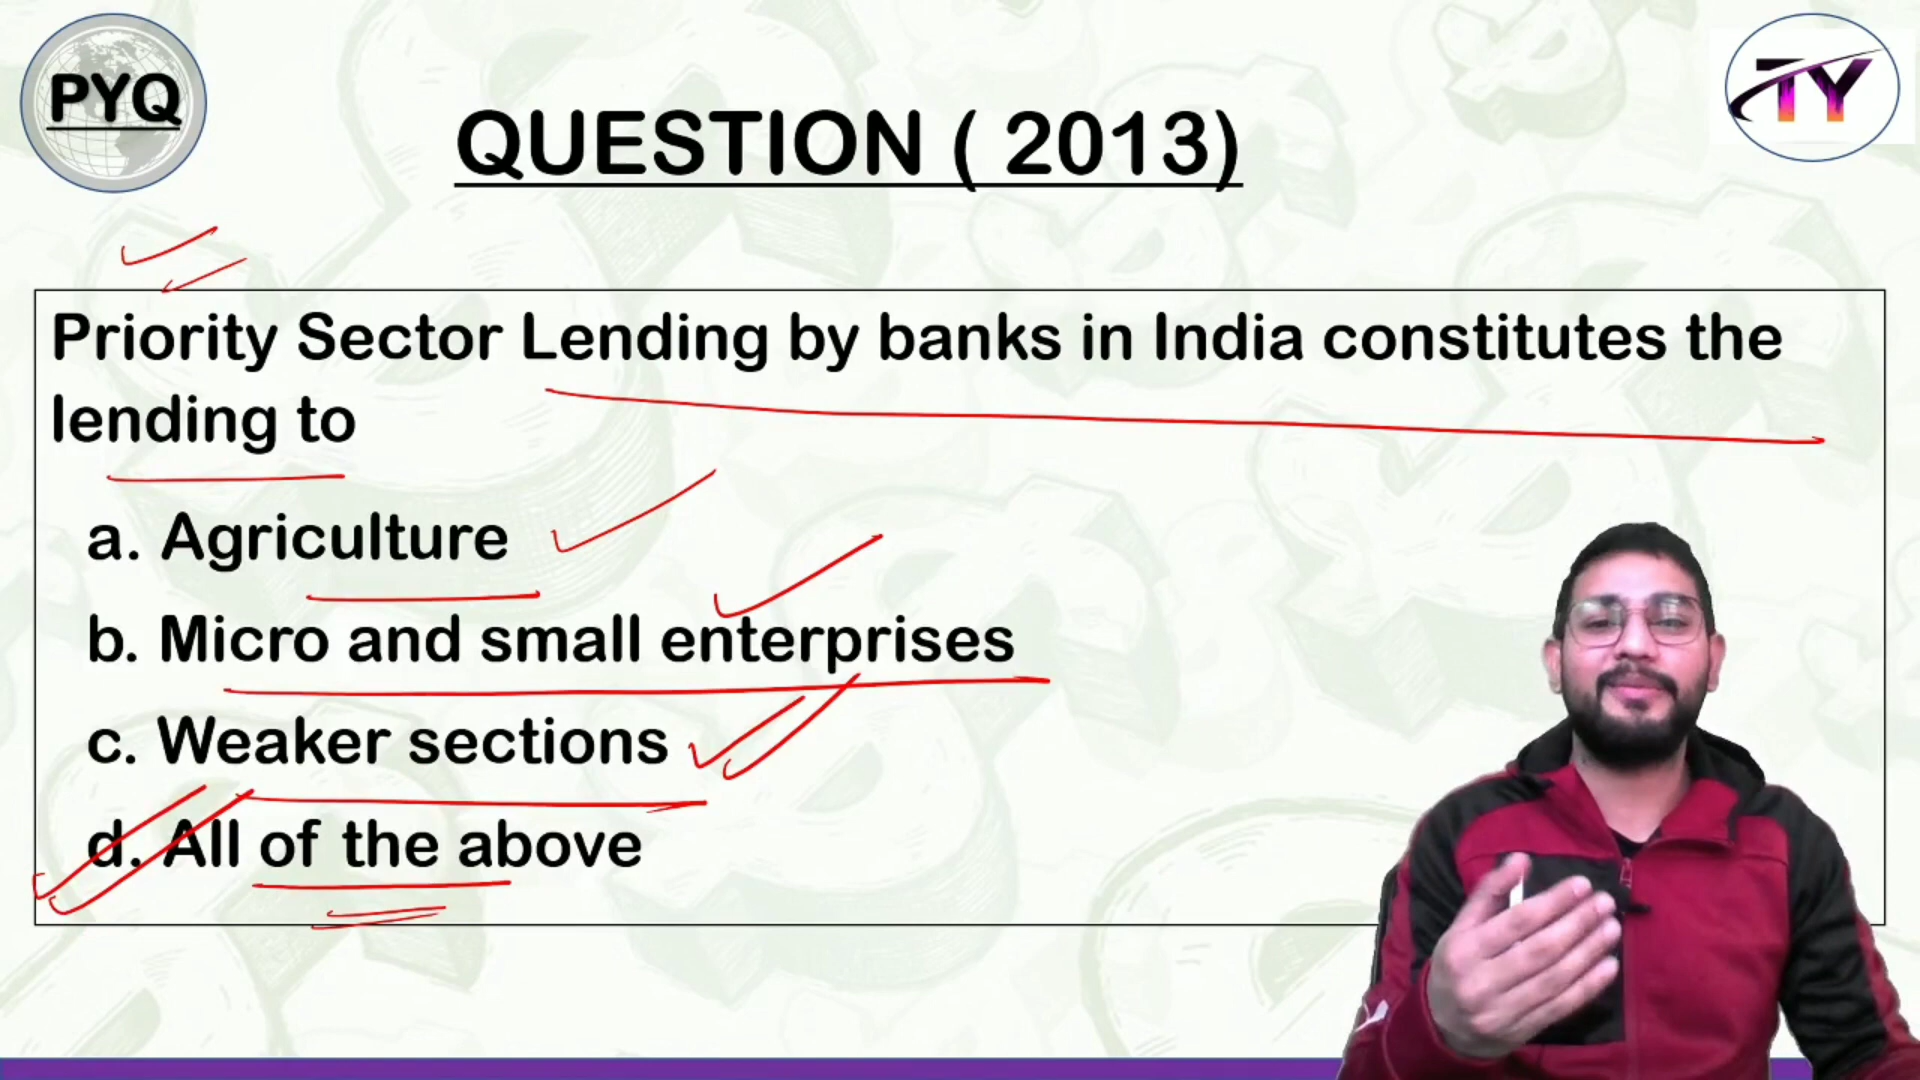 PYQ
TY
QUESTION ( 2013)
Priority Sector Lending by banks in India constitutes the
lending to
a. Agriculture
b. Micro and small enterprises
c. Weaker sections
d. All of the above